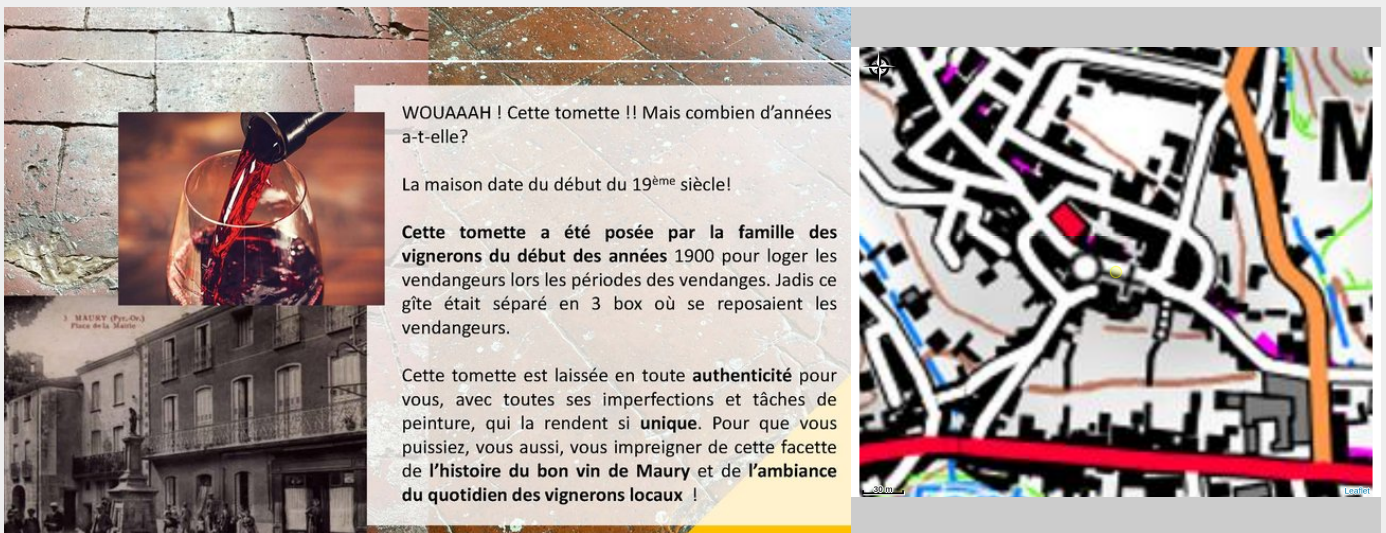 WOUAAAH ! Cette tomette !! Mais combien d’années
a-t-elle?
La maison date du début du 19ème siècle!
Cette tomette a été posée par la famille des
vignerons du début des années 1900 pour loger les
vendangeurs lors les périodes des vendanges. Jadis ce
gîte était séparé en 3 box où se reposaient les
vendangeurs.
Cette tomette est laissée en toute authenticité pour
vous, avec toutes ses imperfections et tâches de
peinture, qui la rendent si unique. Pour que vous
puissiez, vous aussi, vous impreigner de cette facette
de l’histoire du bon vin de Maury et de l’ambiance
du quotidien des vignerons locaux !
3 MAURY (Pyr.-Or.)
Place de la Mairie
M
30 m
Leaflet